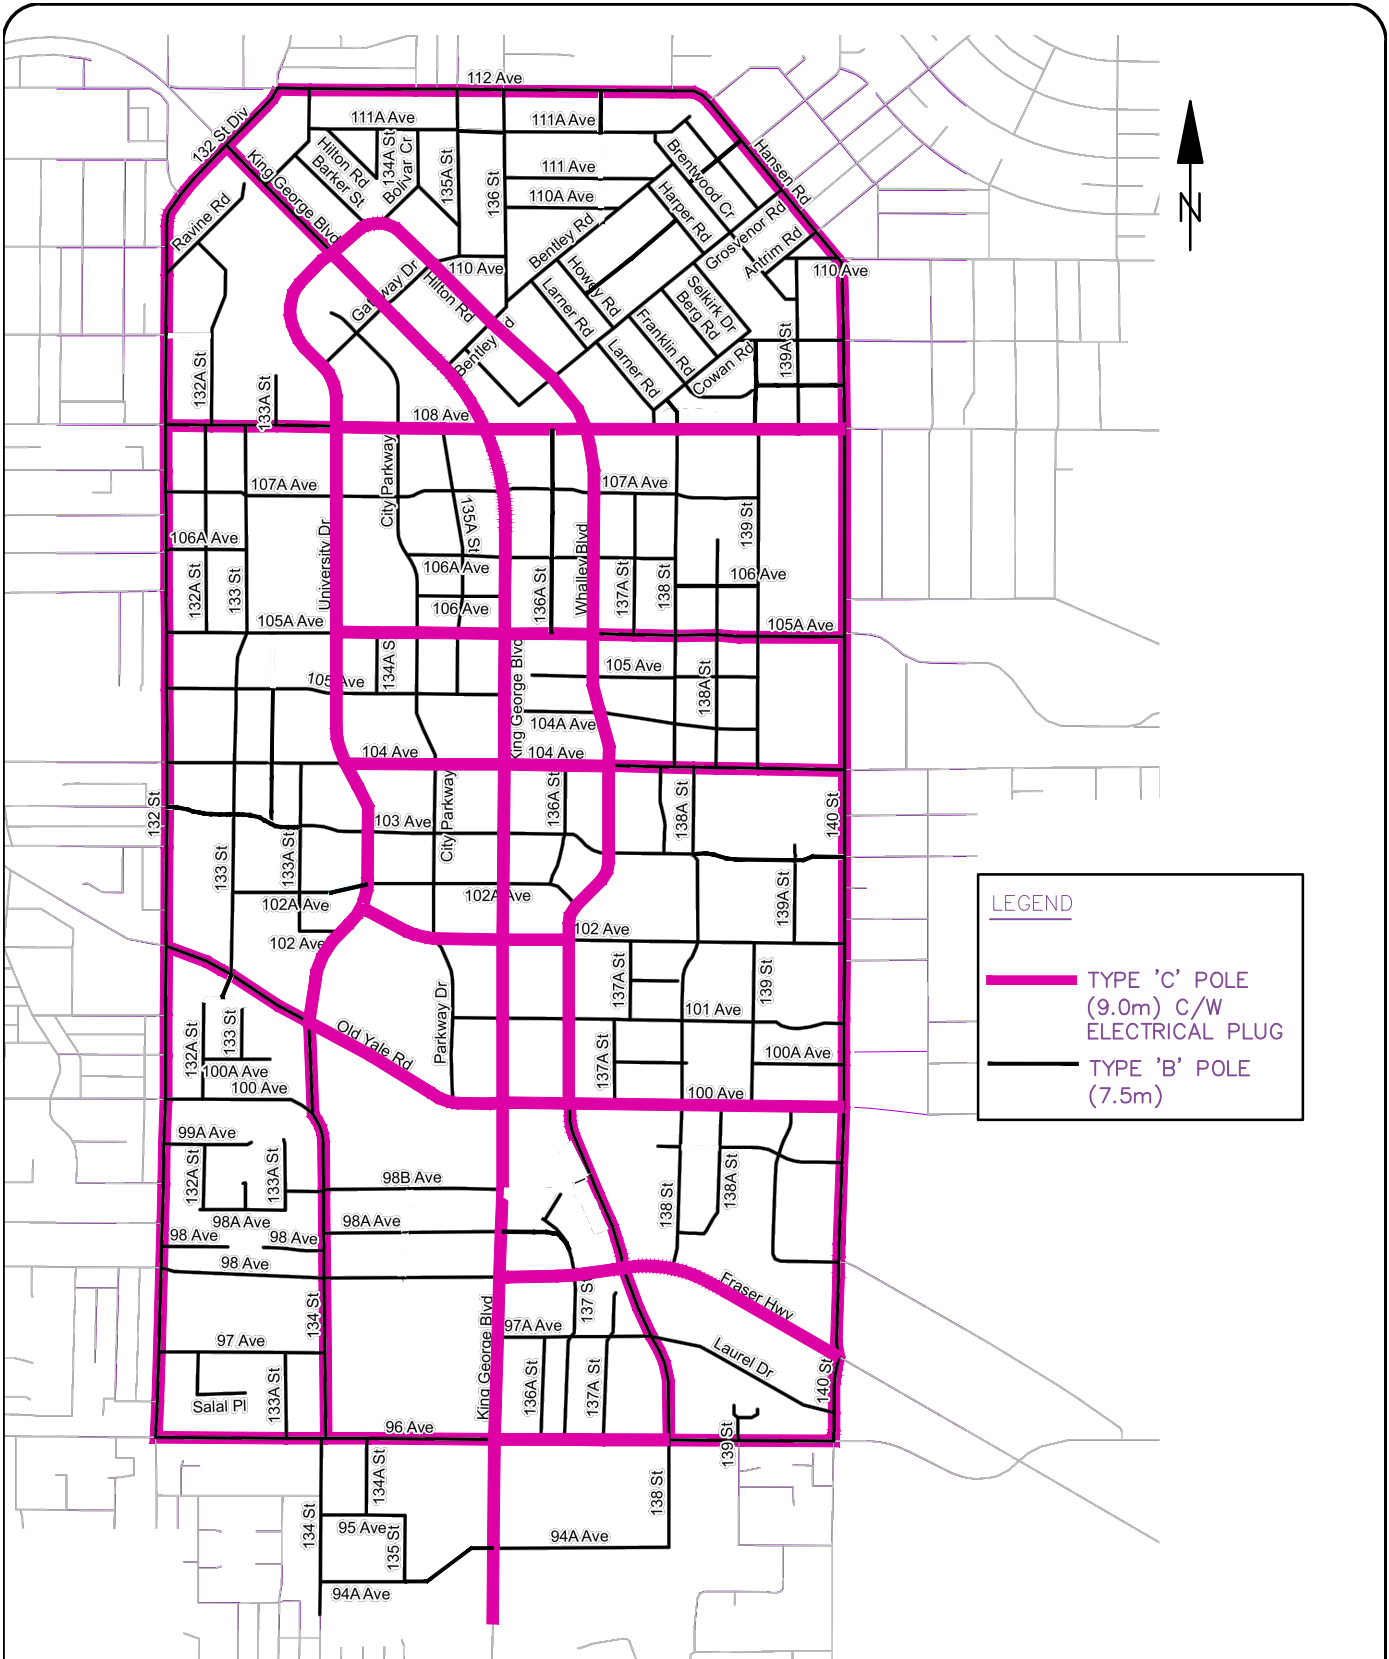 112 Ave
111A Ave
111A Ave
132 St Div
Hilton Rd
134A St
Bolivar Cr
Barker St
King George Blvd
135A St
136 St
111 Ave
110A Ave
Brentwood Cr
Hansen Rd
Harper Rd
Grosvenor Rd
Antrim Rd
Ravine Rd
Bentley Rd
110 Ave
110 Ave
Gateway Dr
Hilton Rd
Howey Rd
Larner Rd
Selkirk Dr
Berg Rd
Franklin Rd
Bentley Rd
Larner Rd
Cowan Rd
139A St
132A St
133A St
108 Ave
City Parkway
107A Ave
107A Ave
135A St
139 St
University Dr
Whalley Blvd
106A Ave
106A Ave
106 Ave
132A St
133 St
136A St
137A St
138 St
106 Ave
105A Ave
105A Ave
134A S
King George Blvd
105 Ave
105 Ave
138A St
104A Ave
104 Ave
104 Ave
132 St
136A St
138A St
140 St
103 Ave
City Parkway
133 St
133A St
102A Ave
102A Ave
139A St
102 Ave
102 Ave
137A St
139 St
Parkway Dr
101 Ave
Old Yale Rd
132A St
133 St
100A Ave
137A St
100A Ave
100 Ave
100 Ave
99A Ave
132A St
133A St
98B Ave
138 St
138A St
98A Ave
98A Ave
98 Ave
98 Ave
98 Ave
137 S
Fraser Hwy
134 St
King George Blvd
97A Ave
97 Ave
Laurel Dr
136A St
137A St
140 St
Salal Pl
133A St
96 Ave
139 St
134A St
138 St
134 St
95 Ave
135 St
94A Ave
94A Ave
N
LEGEND
TYPE 'C' POLE
(9.0m) C/W
ELECTRICAL PLUG
TYPE 'B' POLE
(7.5m)